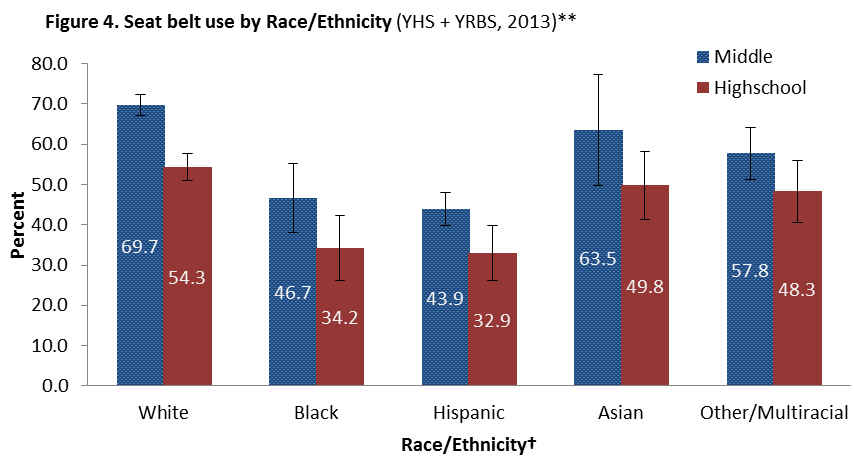 Figure 4. Seat belt use by Race/Ethnicity (YHS + YRBS, 2013)**
Middle
Highschool
80.0
70.0
60.0
50.0
40.0
30.0
20.0
10.0
0.0
Percent
69.7
54.3
46.7
34.2
43.9
32.9
63.5
49.8
57.8
48.3
White
Black
Hispanic
Asian
Other/Multiracial
Race/Ethnicity†